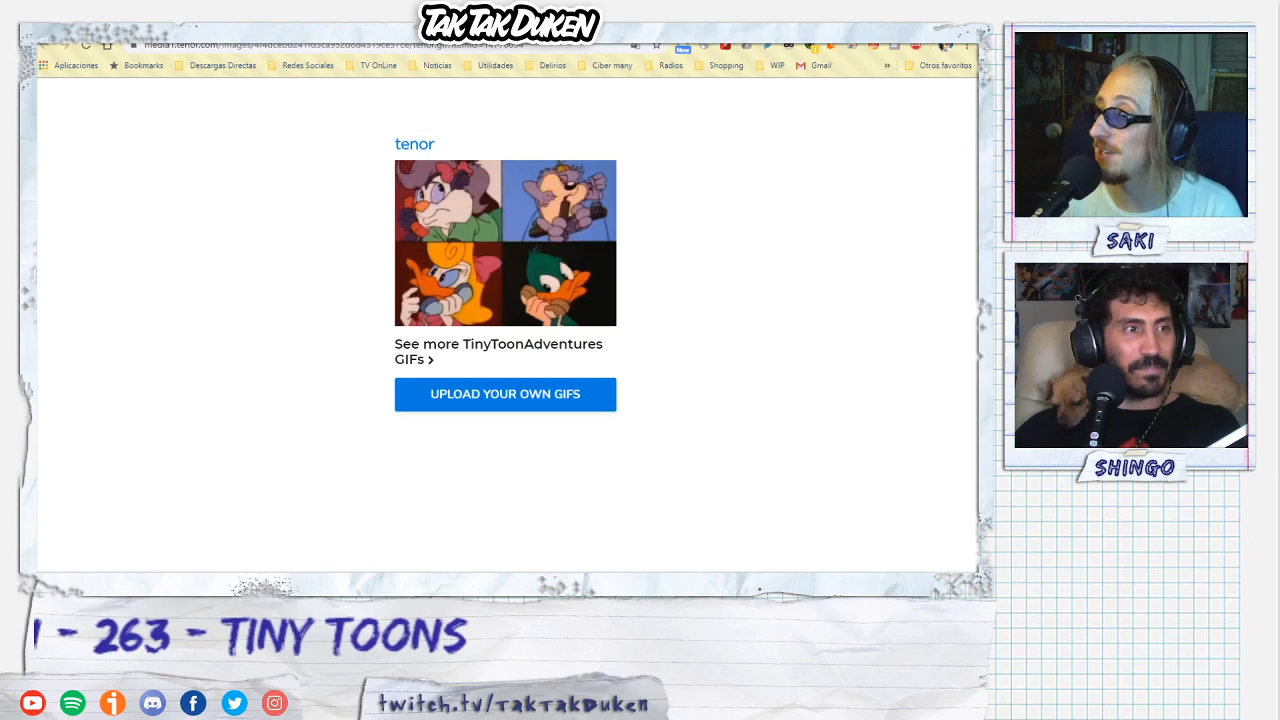 TAK TAK DUKEN
Aplicaciones Bookmarks Descargas Directas Redes Sociales TV OnLine Noticias Utilidades Delirios Ciber many Radios Shopping WIP Gmail » Otros favoritos
tenor
See more TinyToonAdventures
GIFs
UPLOAD YOUR OWN GIFS
SAKI
SHINGO
- 263 - TINY TOONS
twitch.tv/TakTakDuken